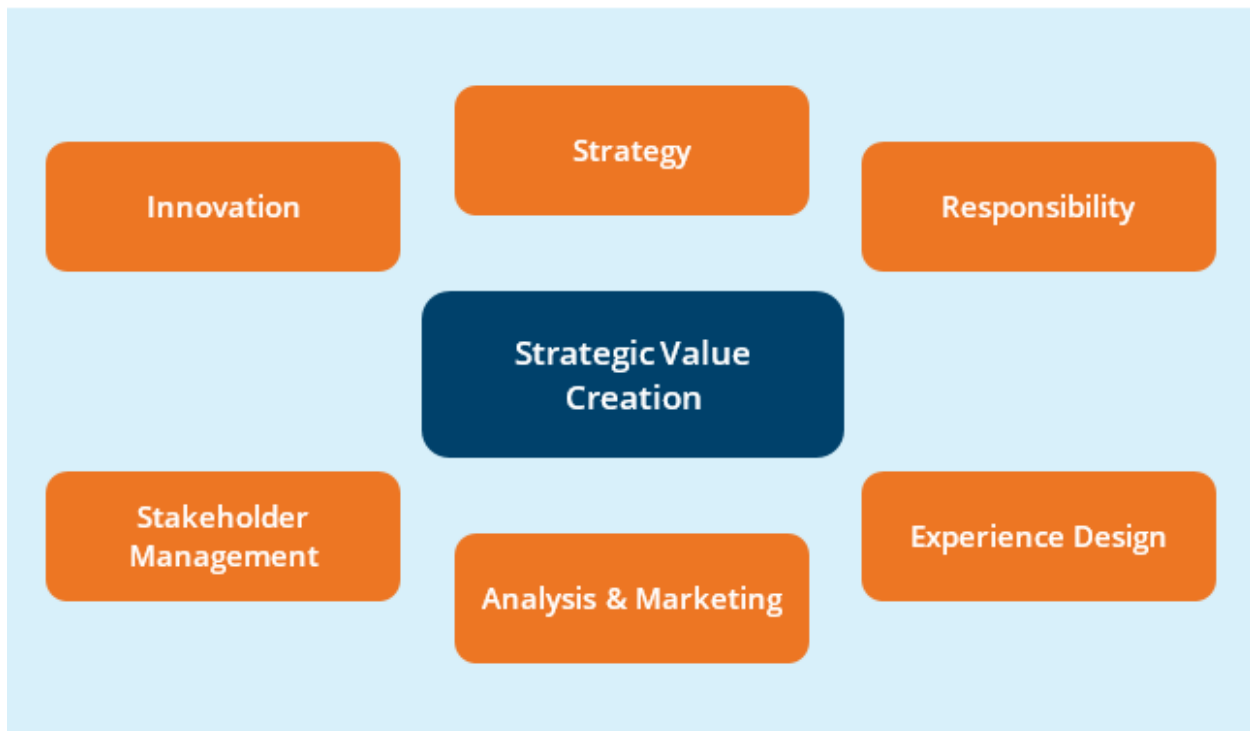 Strategy
Innovation
Responsibility
Strategic Value
Creation
Stakeholder
Management
Experience Design
Analysis & Marketing